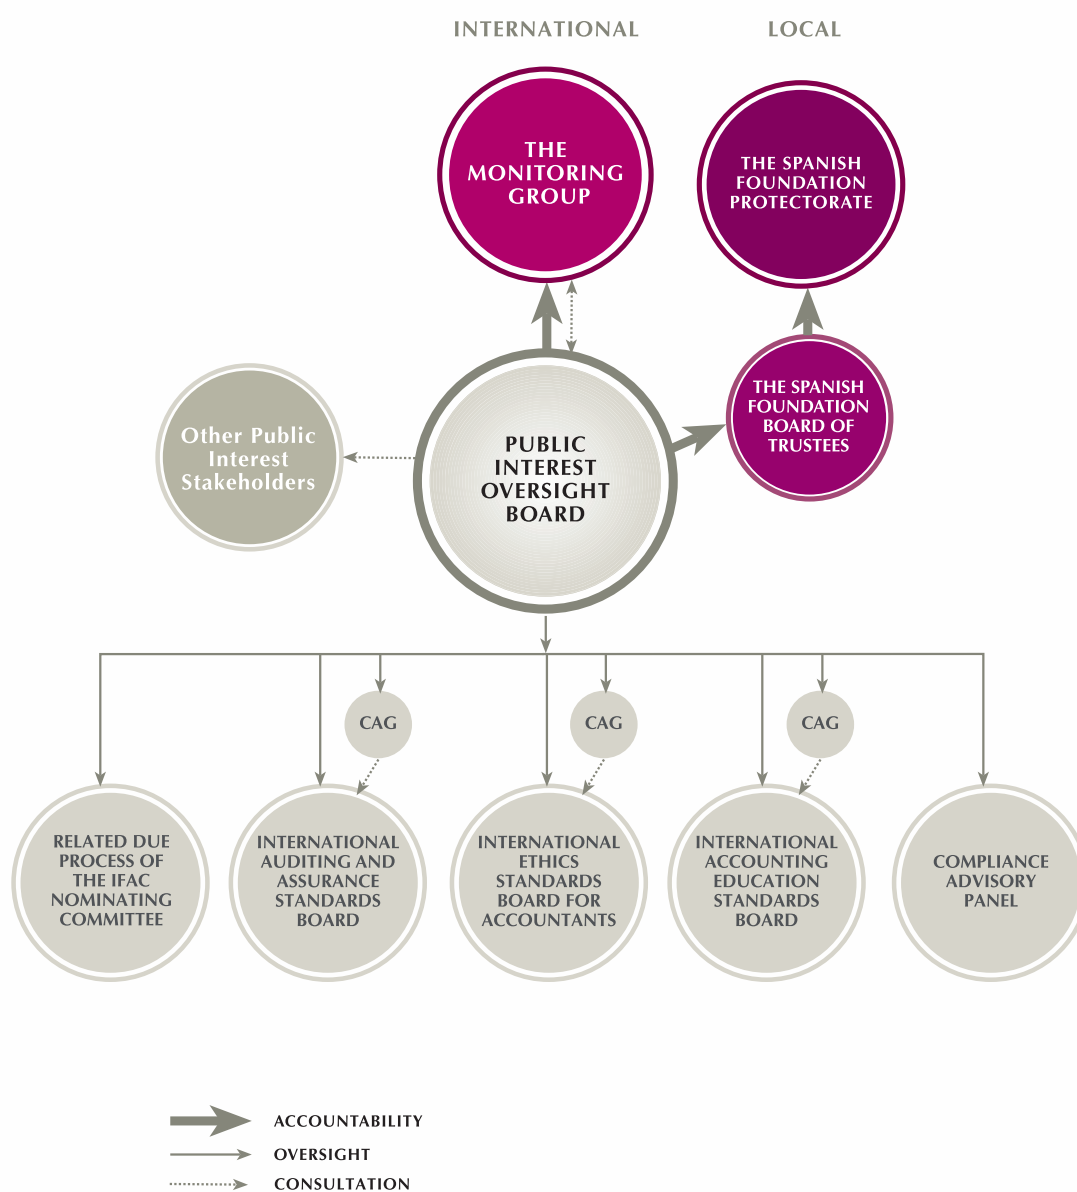 INTERNATIONAL
LOCAL
THE
MONITORING
GROUP
THE SPANISH
FOUNDATION
PROTECTORATE
THE SPANISH
FOUNDATION
BOARD OF
TRUSTEES
Other Public
Interest
Stakeholders
PUBLIC
INTEREST
OVERSIGHT
BOARD
CAG
CAG
CAG
RELATED DUE
PROCESS OF
THE IFAC
NOMINATING
COMMITTEE
INTERNATIONAL
AUDITING AND
ASSURANCE
STANDARDS
BOARD
INTERNATIONAL
ETHICS
STANDARDS
BOARD FOR
ACCOUNTANTS
INTERNATIONAL
ACCOUNTING
EDUCATION
STANDARDS
BOARD
COMPLIANCE
ADVISORY
PANEL
ACCOUNTABILITY
OVERSIGHT
CONSULTATION